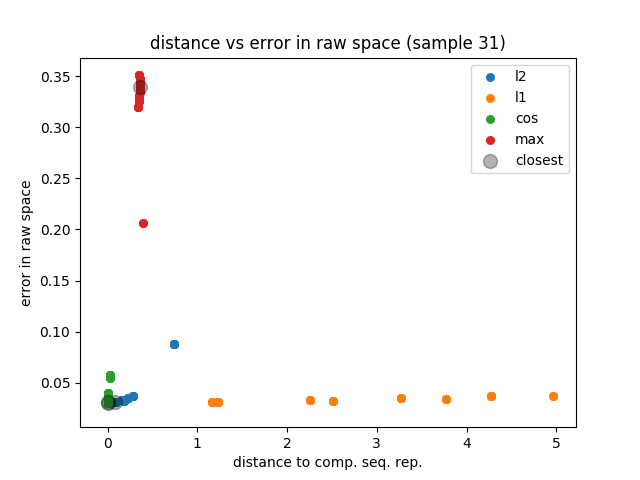 distance vs error in raw space (sample 31)
l2
l1
cos
max
closest
error in raw space
0.35
0.30
0.25
0.20
0.15
0.10
0.05
0
1
2
3
4
5
distance to comp. seq. rep.